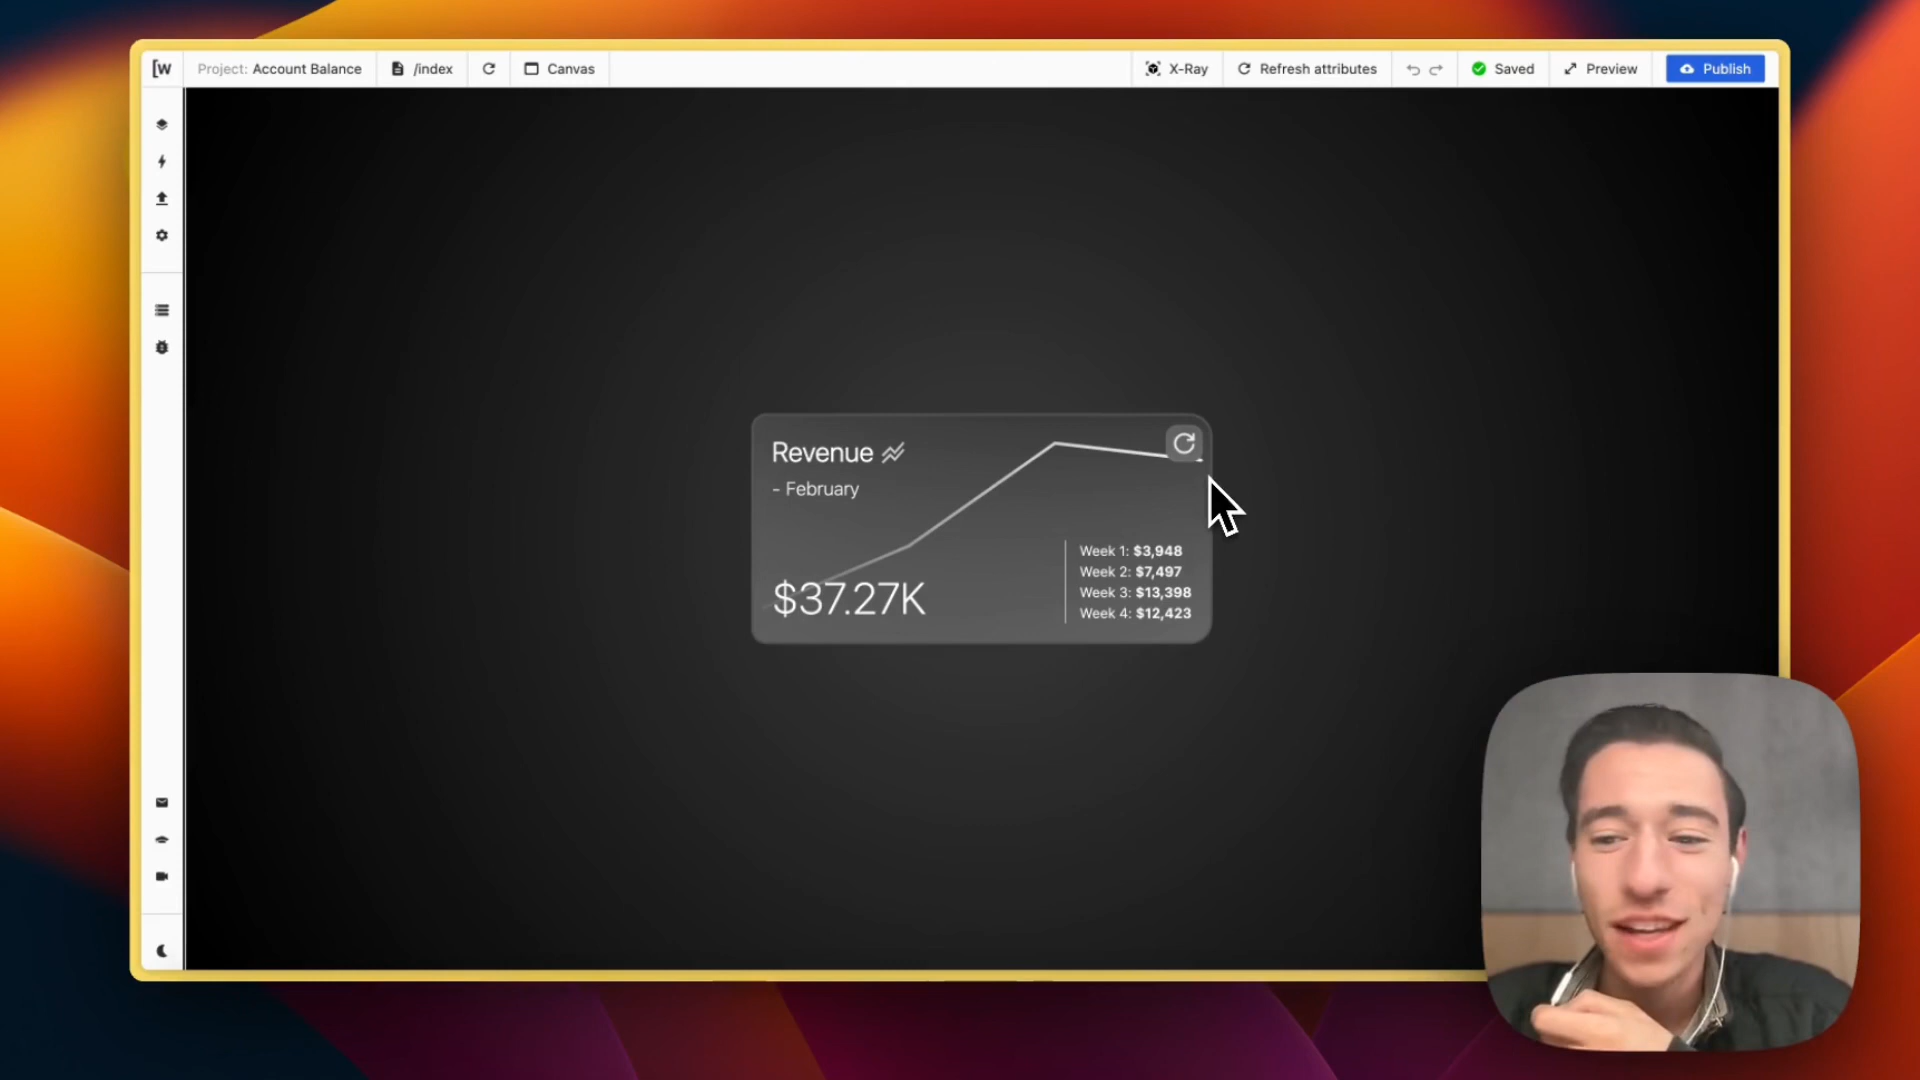 [W Project: Account Balance /index Canvas X-Ray Refresh attributes Saved Preview Publish
Revenue
- February
$37.27K
Week 1: $3,948
Week 2: $7,497
Week 3: $13,398
Week 4: $12,423